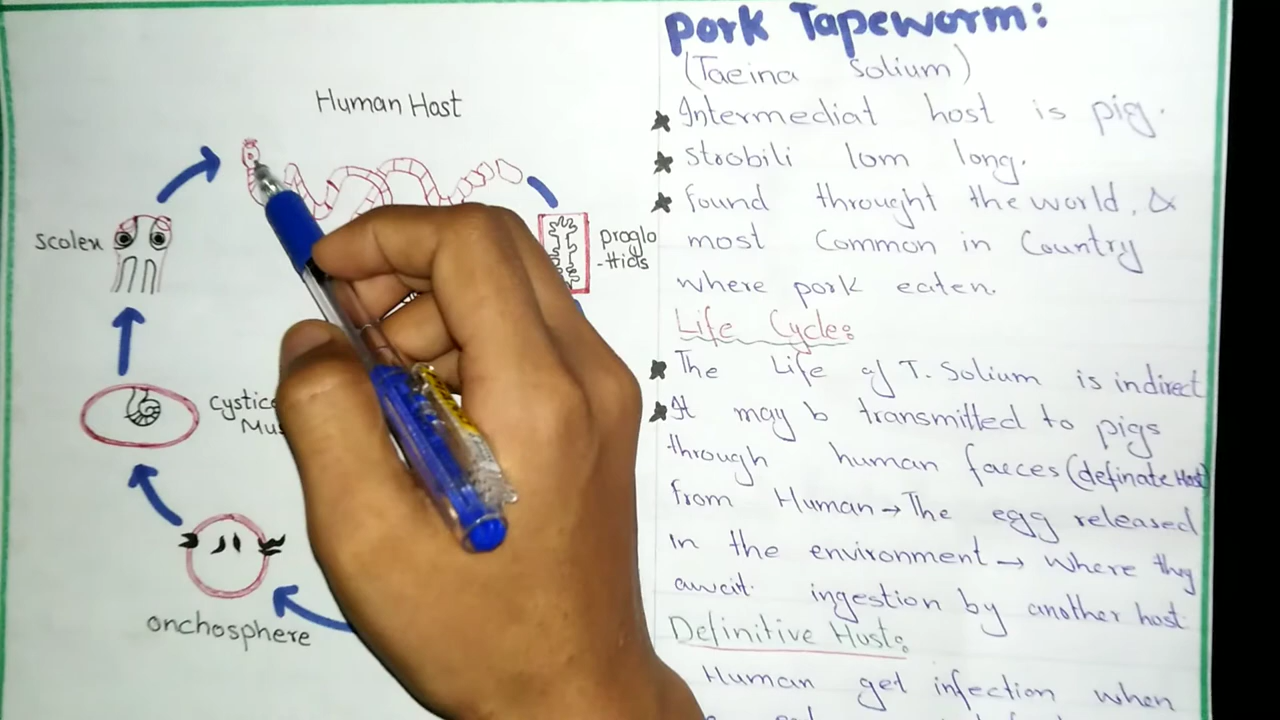 Human Host
scolex
proglo
-ttids
cystice
Mus
onchosphere
Pork Tapeworm:
(Taeina Solium)
Intermediat host is pig.
Stobili lom long.
Found throught the world, &
most Common in Country
where pork eaten.
Life Cycle:
The Life of T. Solium is indirect
It may b transmitted to pigs
through human faeces (definate Host)
from Human → The egg released
in the environment → Where they
await ingestion by another host
Definitive Host:
Human get infection when